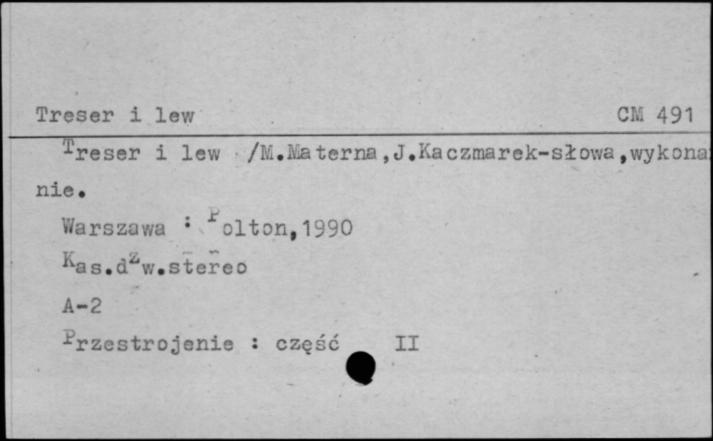 Treser i lew CM 491
Treser i lew /M.Materna,J.Kaczmarek-słowa,wykona
nie.
Warszawa : Polton,1990
Kas.dzw.stereo
A-2
Przestrojenie : część II